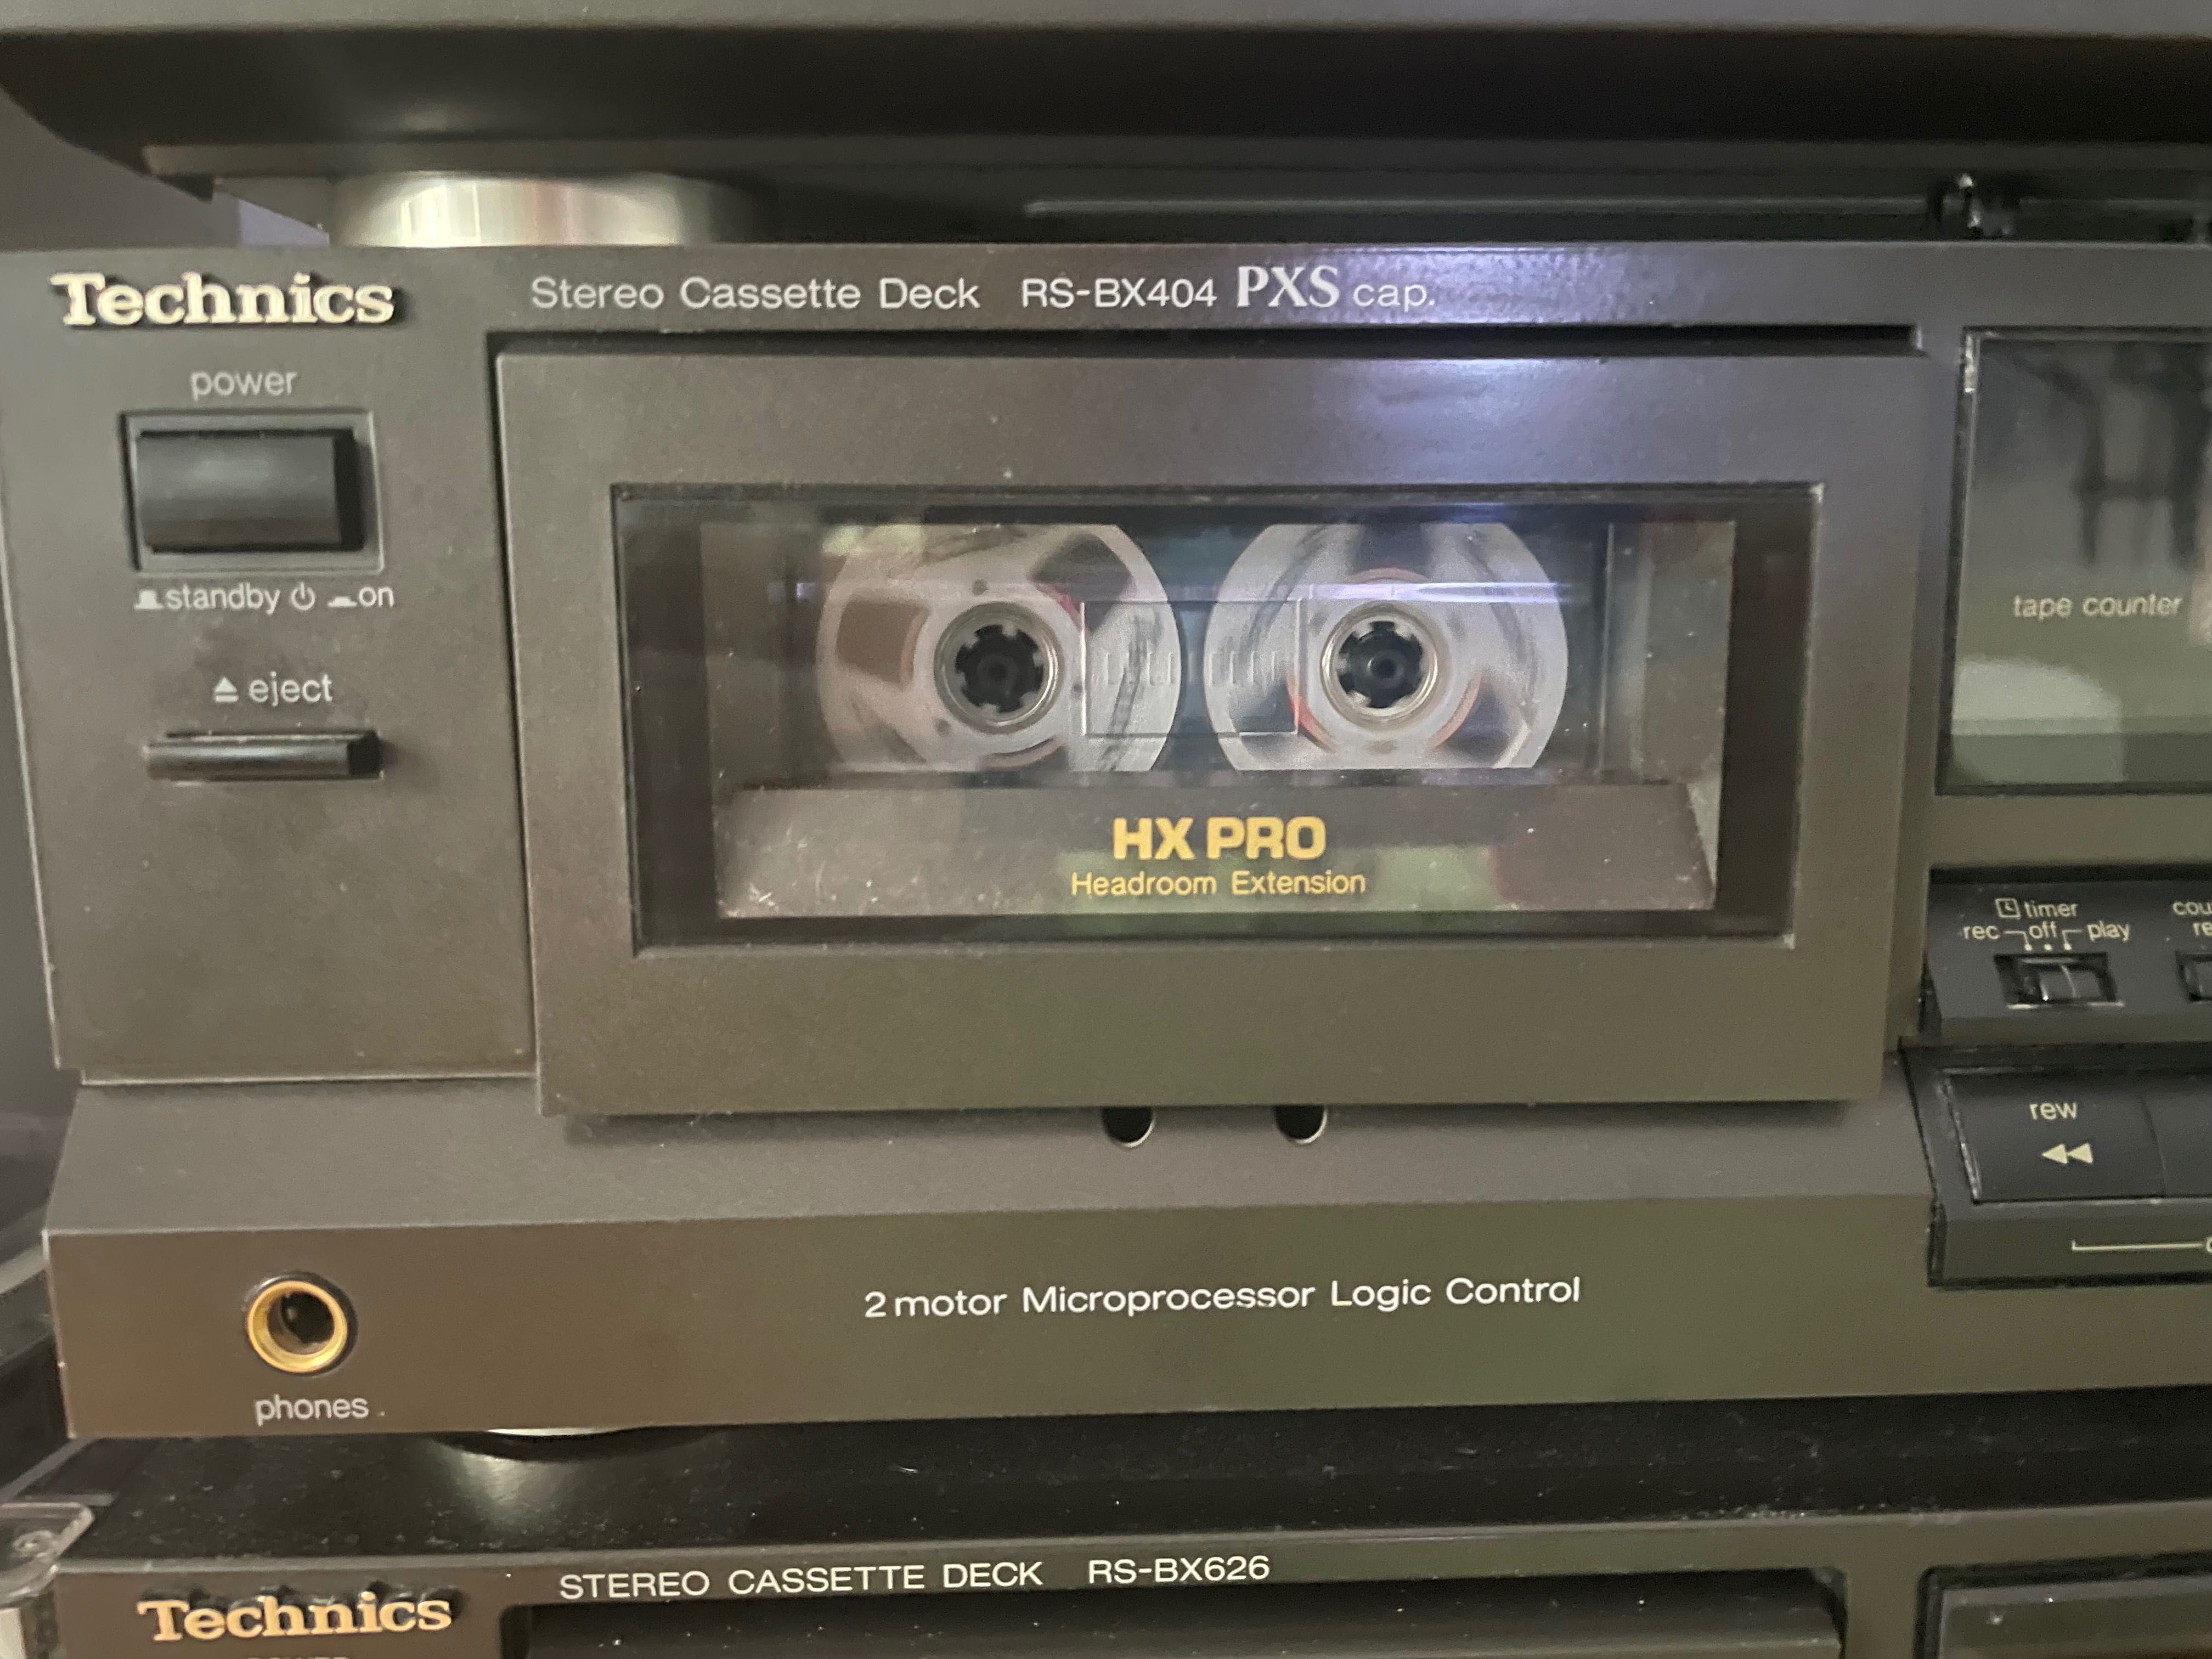 Technics
Stereo Cassette Deck RS-BX404 PXS cap.
power
standby on
eject
tape counter
HX PRO
Headroom Extension
timer
rec off play
rew
2 motor Microprocessor Logic Control
phones
STEREO CASSETTE DECK RS-BX626
Technics